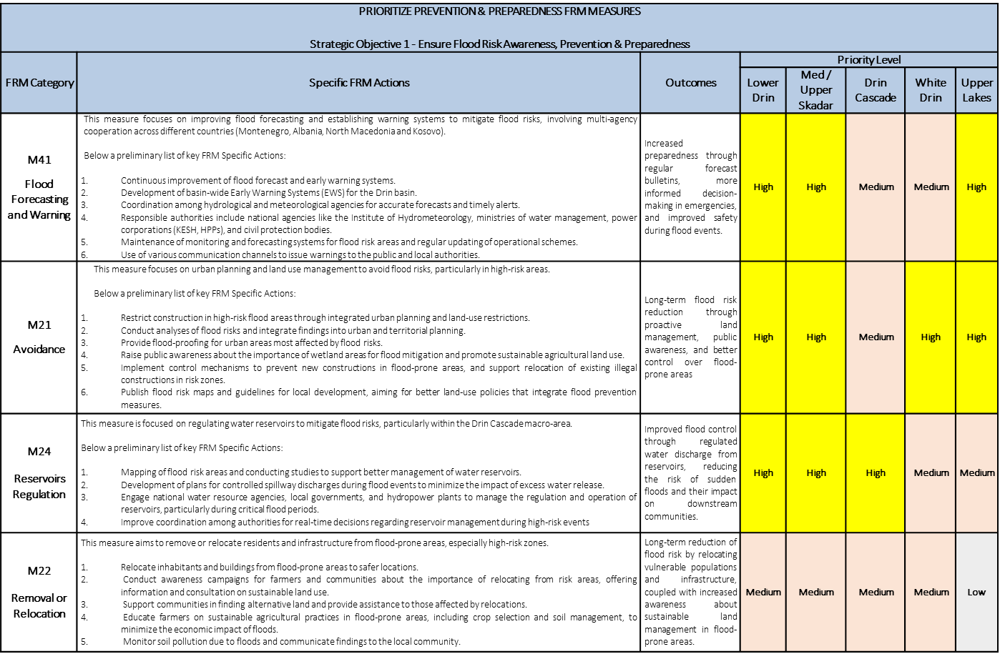 PRIORITIZE PREVENTION & PREPAREDNESS FRM MEASURES
Strategic Objective 1 - Ensure Flood Risk Awareness, Prevention & Preparedness
FRM Category
Specific FRM Actions
Outcomes
Priority Level
Lower
Drin
Med /
Upper
Skadar
Drin
Cascade
White
Drin
Upper
Lakes
M41
Flood
Forecasting
and Warning
This measure focuses on improving flood forecasting and establishing warning systems to mitigate flood risks, involving multi-agency
cooperation across different countries (Montenegro, Albania, North Macedonia and Kosovo).
Below a preliminary list of key FRM Specific Actions:
1. Continuous improvement of flood forecast and early warning systems.
2. Development of basin-wide Early Warning Systems (EWS) for the Drin basin.
3. Coordination among hydrological and meteorological agencies for accurate forecasts and timely alerts.
4. Responsible authorities include national agencies like the Institute of Hydrometeorology, ministries of water management, power
corporations (KESH, HPPs), and civil protection bodies.
5. Maintenance of monitoring and forecasting systems for flood risk areas and regular updating of operational schemes.
6. Use of various communication channels to issue warnings to the public and local authorities.
Increased
preparedness through
regular forecast
bulletins, more
informed decision-
making in emergencies,
and improved safety
during flood events.
High
High
Medium
Medium
High
M21
Avoidance
This measure focuses on urban planning and land use management to avoid flood risks, particularly in high-risk areas.
Below a preliminary list of key FRM Specific Actions:
1. Restrict construction in high-risk flood areas through integrated urban planning and land-use restrictions.
2. Conduct analyses of flood risks and integrate findings into urban and territorial planning.
3. Provide flood-proofing for urban areas most affected by flood risks.
4. Raise public awareness about the importance of wetland areas for flood mitigation and promote sustainable agricultural land use.
5. Implement control mechanisms to prevent new constructions in flood-prone areas, and support relocation of existing illegal
constructions in risk zones.
6. Publish flood risk maps and guidelines for local development, aiming for better land-use policies that integrate flood prevention
measures.
Long-term flood risk
reduction through
proactive land
management, public
awareness, and better
control over flood-
prone areas
High
High
Medium
High
High
M24
Reservoirs
Regulation
This measure is focused on regulating water reservoirs to mitigate flood risks, particularly within the Drin Cascade macro-area.
Below a preliminary list of key FRM Specific Actions:
1. Mapping of flood risk areas and conducting studies to support better management of water reservoirs.
2. Development of plans for controlled spillway discharges during flood events to minimize the impact of excess water release.
3. Engage national water resource agencies, local governments, and hydropower plants to manage the regulation and operation of
reservoirs, particularly during critical flood periods.
4. Improve coordination among authorities for real-time decisions regarding reservoir management during high-risk events
Improved flood control
through regulated
water discharge from
reservoirs, reducing
the risk of sudden
floods and their impact
on downstream
communities.
High
High
High
Medium
Medium
M22
Removal or
Relocation
This measure aims to remove or relocate residents and infrastructure from flood-prone areas, especially high-risk zones.
1. Relocate inhabitants and buildings from flood-prone areas to safer locations.
2. Conduct awareness campaigns for farmers and communities about the importance of relocating from risk areas, offering
information and consultation on sustainable land use.
3. Support communities in finding alternative land and provide assistance to those affected by relocations.
4. Educate farmers on sustainable agricultural practices in flood-prone areas, including crop selection and soil management, to
minimize the economic impact of floods.
5. Monitor soil pollution due to floods and communicate findings to the local community.
Long-term reduction of
flood risk by relocating
vulnerable populations
and infrastructure,
coupled with increased
awareness about
sustainable land
management in flood-
prone areas.
Medium
Medium
Medium
Medium
Low